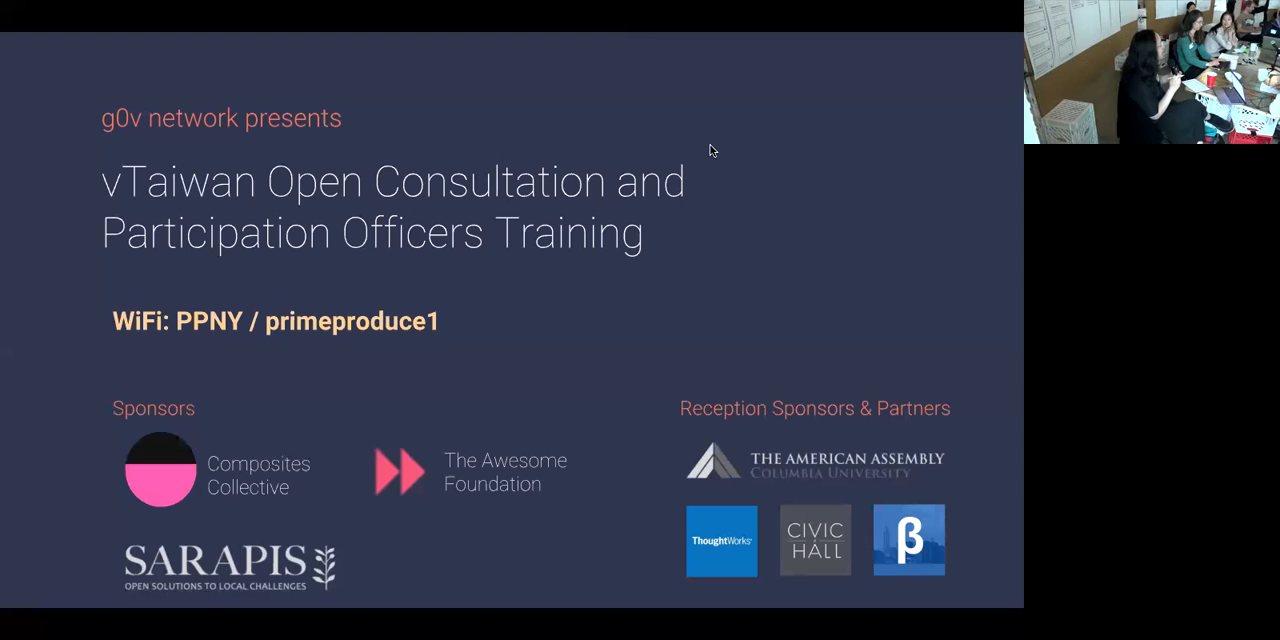 g0v network presents
vTaiwan Open Consultation and
Participation Officers Training
WiFi: PPNY / primeproduce1
Sponsors
Composites
Collective
The Awesome
Foundation
SARAPIS
OPEN SOLUTIONS TO LOCAL CHALLENGES
Reception Sponsors & Partners
THE AMERICAN ASSEMBLY
COLUMBIA UNIVERSITY
ThoughtWorks
CIVIC
HALL
β